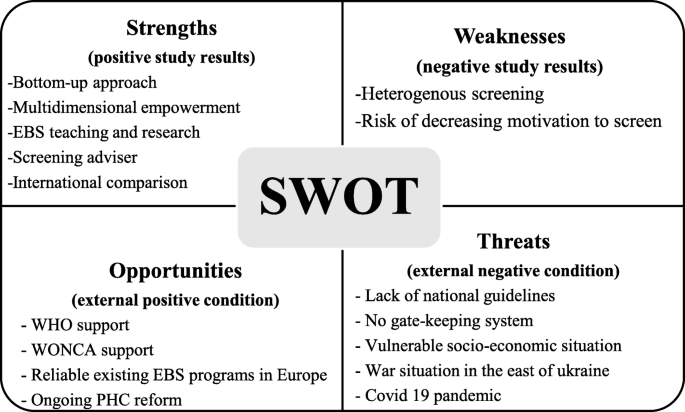 Strengths
(positive study results)
-Bottom-up approach
-Multidimensional empowerment
-EBS teaching and research
-Screening adviser
-International comparison
Weaknesses
(negative study results)
-Heterogenous screening
-Risk of decreasing motivation to screen
SWOT
Opportunities
(external positive condition)
- WHO support
- WONCA support
- Reliable existing EBS programs in Europe
- Ongoing PHC reform
Threats
(external negative condition)
- Lack of national guidelines
- No gate-keeping system
- Vulnerable socio-economic situation
- War situation in the east of ukraine
- Covid 19 pandemic